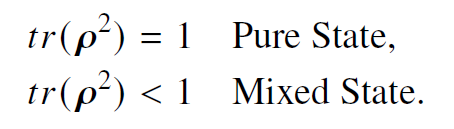 tr(ρ²) = 1 Pure State,
tr(ρ²) < 1 Mixed State.